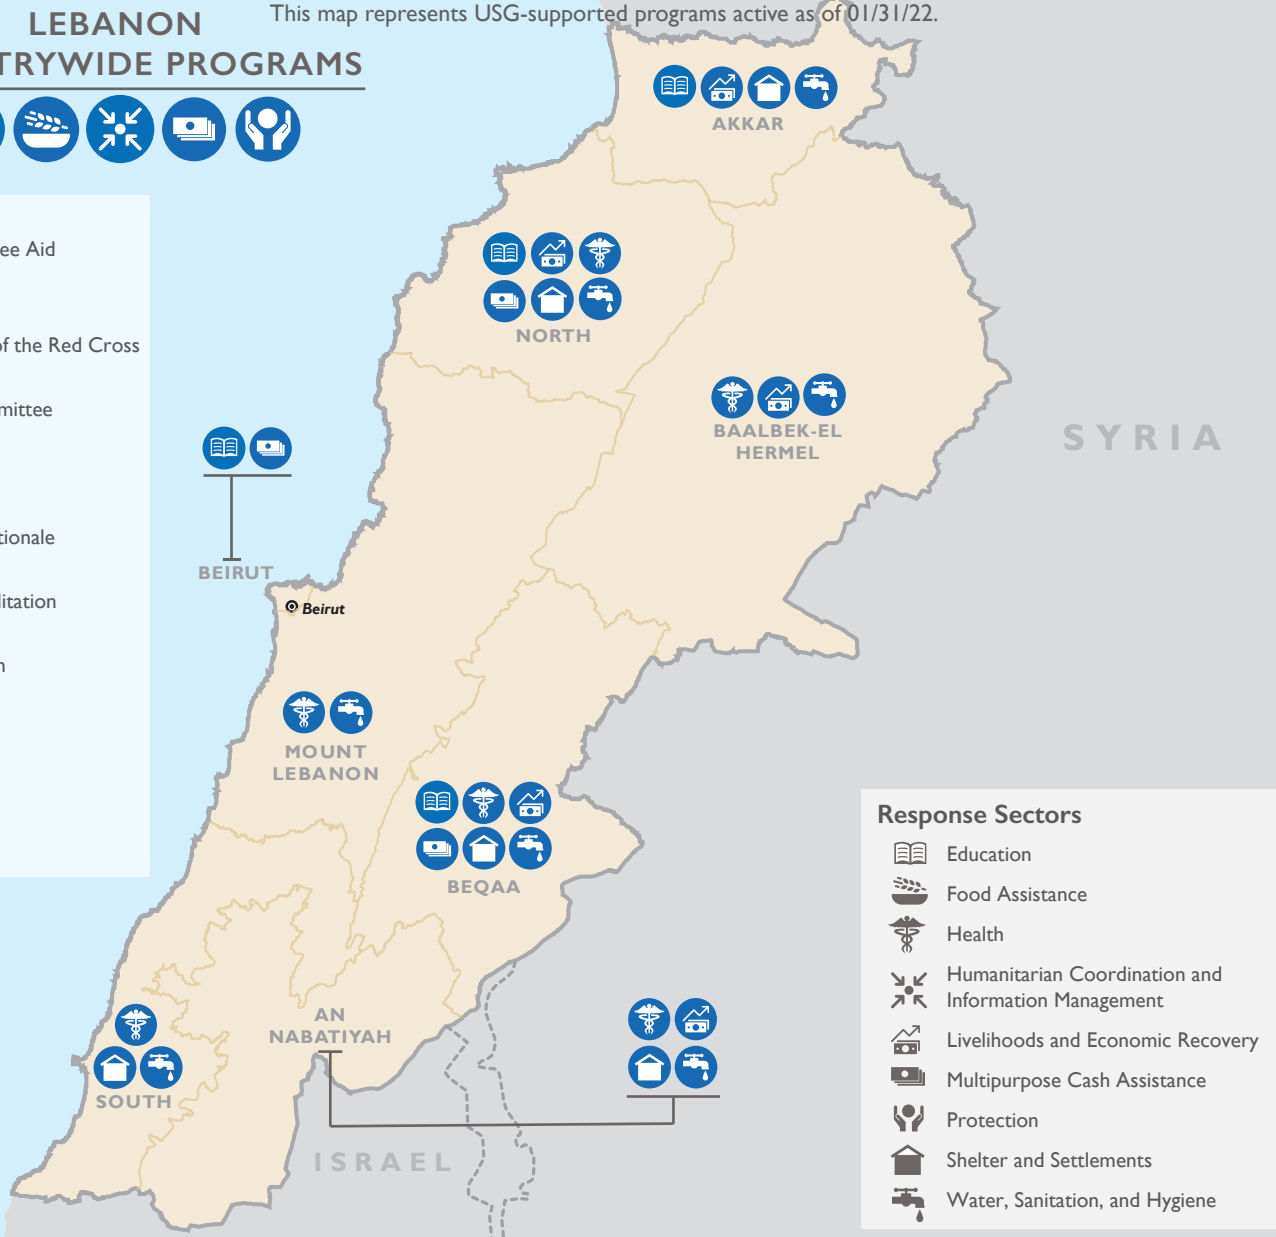 This map represents USG-supported programs active as of 01/31/22.
LEBANON
TRYWIDE PROGRAMS
ee Aid
of the Red Cross
mittee
tionale
litation
n
AKKAR
NORTH
BAALBEK-EL
HERMEL
SYRIA
BEIRUT
Beirut
MOUNT
LEBANON
BEQAA
AN
NABATIYAH
SOUTH
ISRAEL
Response Sectors
Education
Food Assistance
Health
Humanitarian Coordination and
Information Management
Livelihoods and Economic Recovery
Multipurpose Cash Assistance
Protection
Shelter and Settlements
Water, Sanitation, and Hygiene